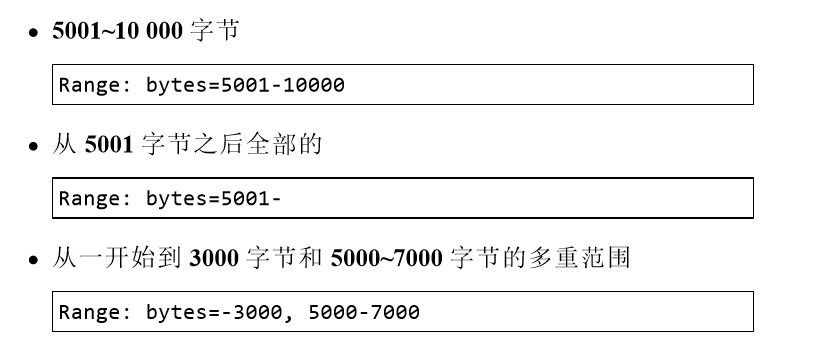 • 5001~10 000 字节
Range: bytes=5001-10000
• 从 5001 字节之后全部的
Range: bytes=5001-
• 从一开始到 3000 字节和 5000~7000 字节的多重范围
Range: bytes=-3000, 5000-7000